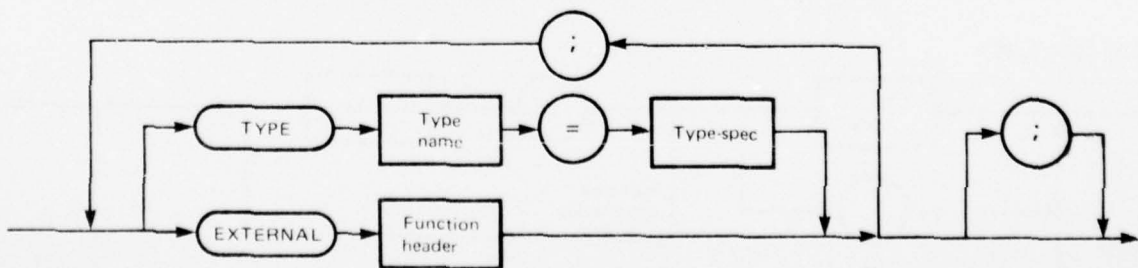 ;
TYPE
Type
name
=
Type-spec
;
EXTERNAL
Function
header